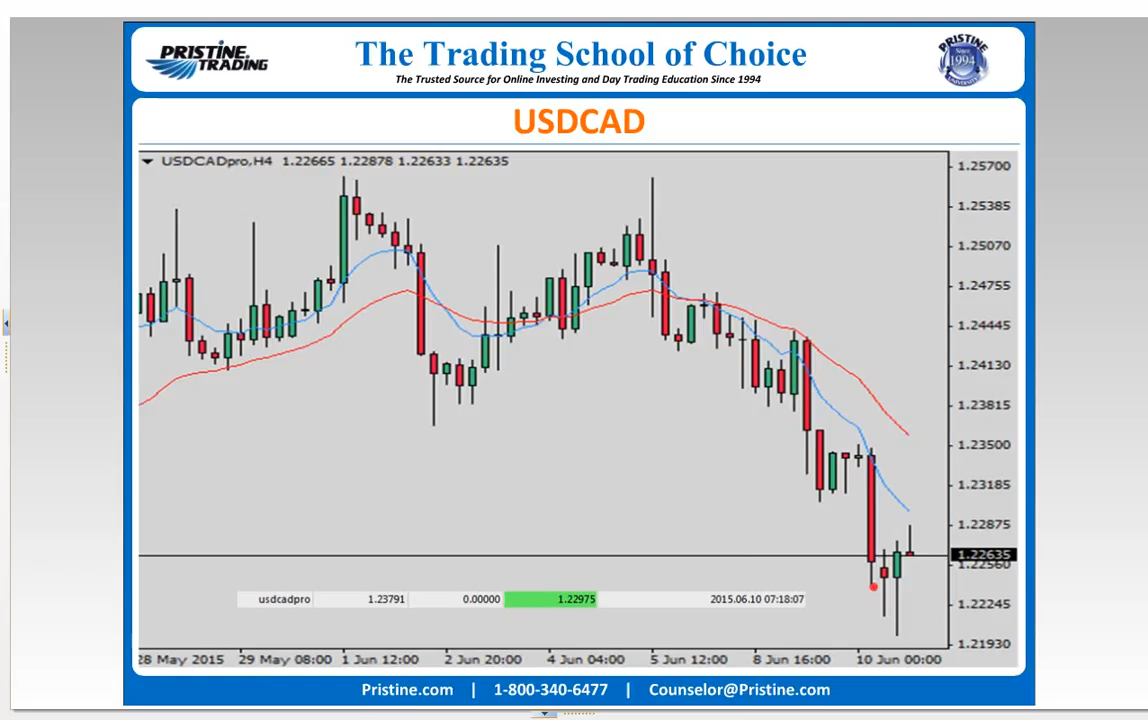 PRISTINE
TRADING
The Trading School of Choice
The Trusted Source for Online Investing and Day Trading Education Since 1994
PRISTINE
Since
1994
UNIVERSITY
USDCAD
USDCADpro,H4 1.22665 1.22878 1.22633 1.22635
1.25700
1.25385
1.25070
1.24755
1.24445
1.24130
1.23815
1.23500
1.23185
1.22875
1.22635
1.22560
1.22245
1.21930
usdcadpro 1.23791 0.00000 1.22975 2015.06.10 07:18:07
28 May 2015 29 May 08:00 1 Jun 12:00 2 Jun 20:00 4 Jun 04:00 5 Jun 12:00 8 Jun 16:00 10 Jun 00:00
Pristine.com | 1-800-340-6477 | Counselor@Pristine.com